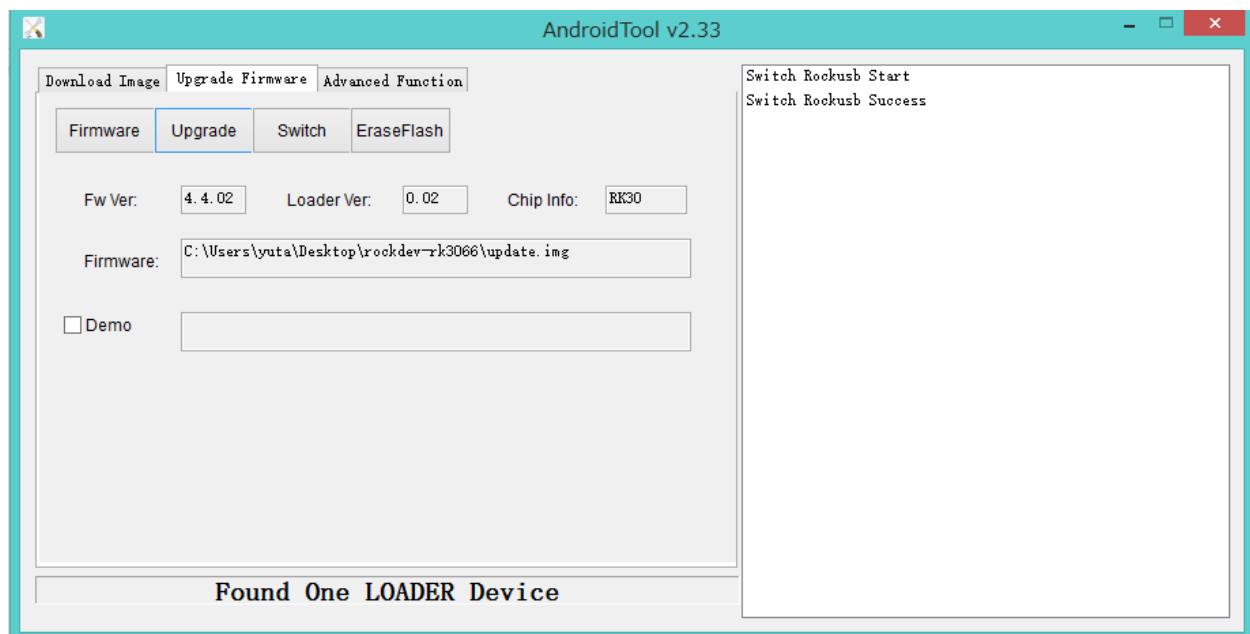 AndroidTool v2.33
Download Image Upgrade Firmware Advanced Function
Firmware Upgrade Switch EraseFlash
Fw Ver: 4.4.02 Loader Ver: 0.02 Chip Info: RK30
Firmware: C:\Users\yuta\Desktop\rockdev-rk3066\update.img
Demo
Found One LOADER Device
Switch Rockusb Start
Switch Rockusb Success